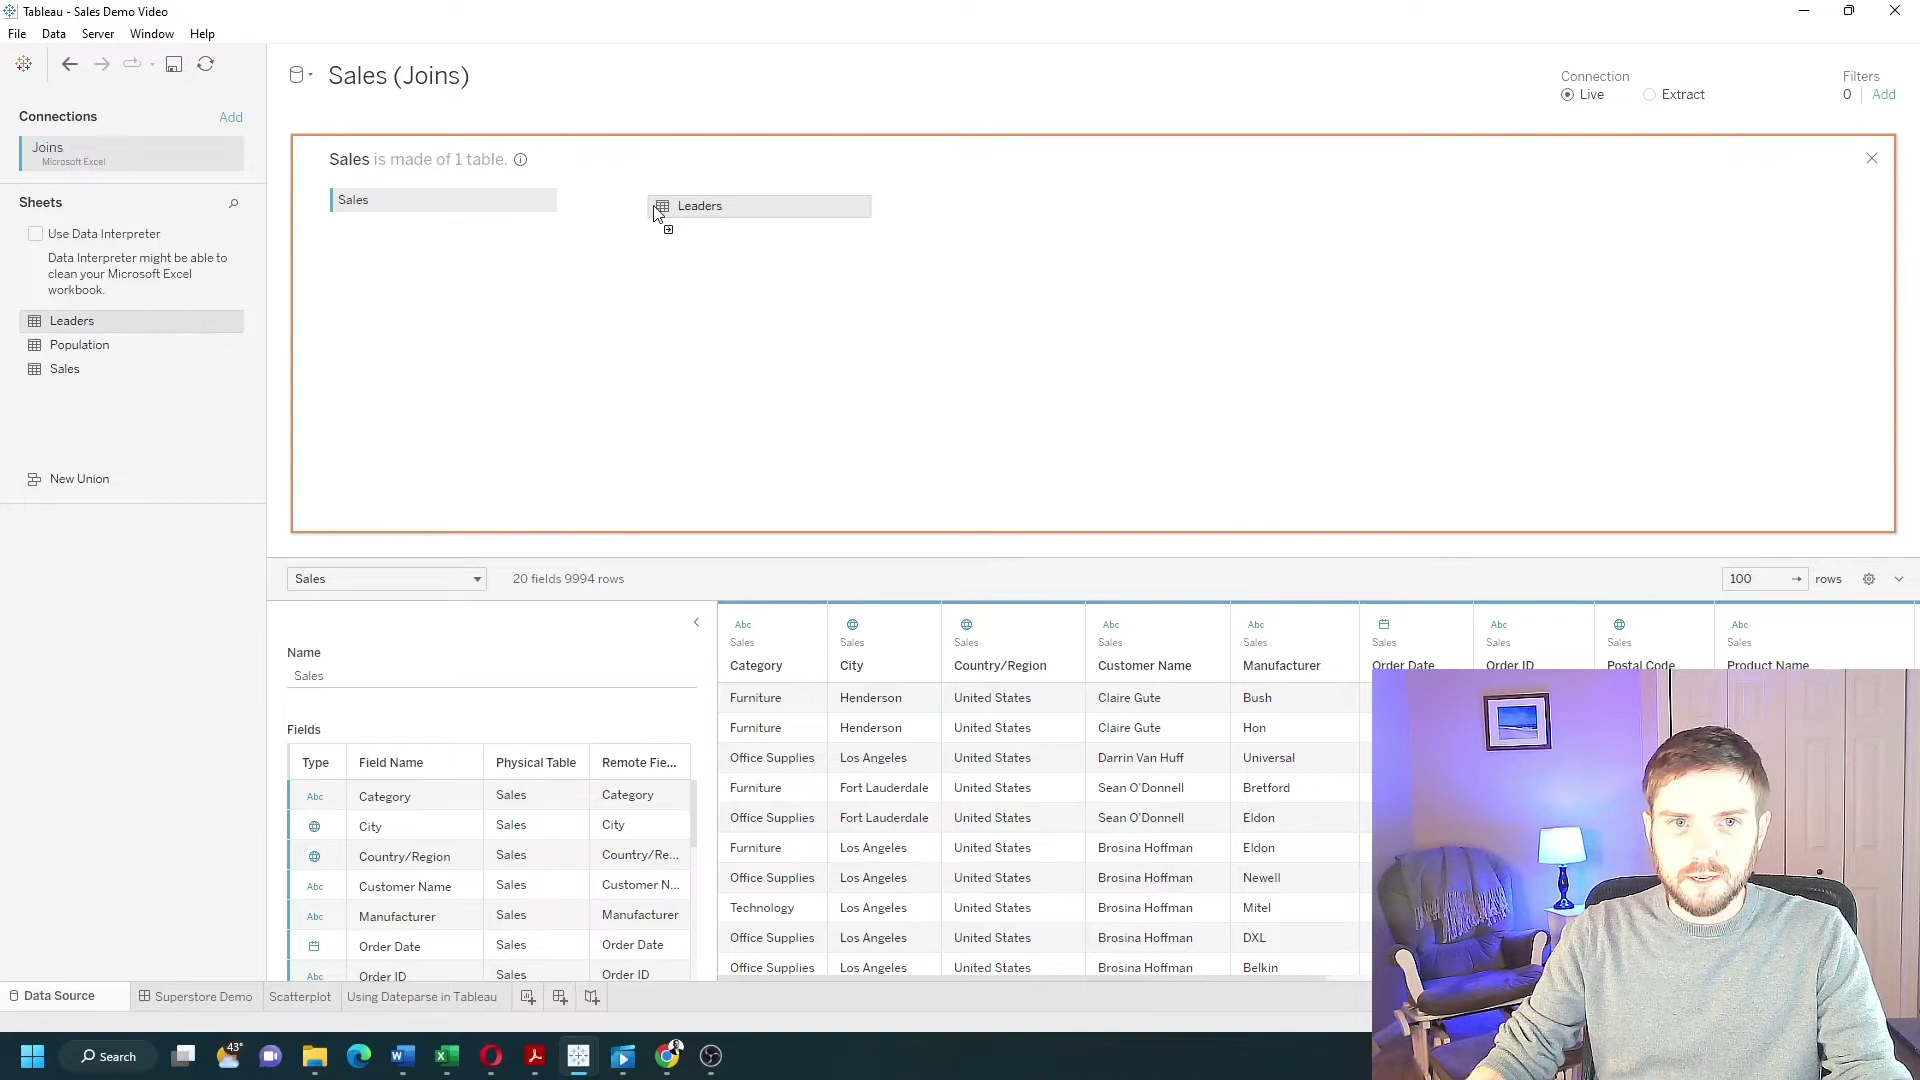 Tableau - Sales Demo Video
File Data Server Window Help
Sales (Joins)
Connection
Live Extract
Filters
0 Add
Connections Add
Joins
Microsoft Excel
Sheets
Use Data Interpreter
Data Interpreter might be able to
clean your Microsoft Excel
workbook.
Leaders
Population
Sales
New Union
Sales is made of 1 table.
Sales
Leaders
Sales 20 fields 9994 rows 100 rows
Name
Sales
Fields
Type Field Name Physical Table Remote Fie...
Abc Category Sales Category
City Sales City
Country/Region Sales Country/Re...
Abc Customer Name Sales Customer N...
Abc Manufacturer Sales Manufacturer
Order Date Sales Order Date
Abc Order ID Sales Order ID
Abc Abc Abc Abc Abc
Sales Sales Sales Sales Sales Sales Sales Sales Sales
Category City Country/Region Customer Name Manufacturer Order Date Order ID Postal Code Product Name
Furniture Henderson United States Claire Gute Bush
Furniture Henderson United States Claire Gute Hon
Office Supplies Los Angeles United States Darrin Van Huff Universal
Furniture Fort Lauderdale United States Sean O'Donnell Bretford
Office Supplies Fort Lauderdale United States Sean O'Donnell Eldon
Furniture Los Angeles United States Brosina Hoffman Eldon
Office Supplies Los Angeles United States Brosina Hoffman Newell
Technology Los Angeles United States Brosina Hoffman Mitel
Office Supplies Los Angeles United States Brosina Hoffman DXL
Office Supplies Los Angeles United States Brosina Hoffman Belkin
Data Source Superstore Demo Scatterplot Using Dateparse in Tableau
Search 43°